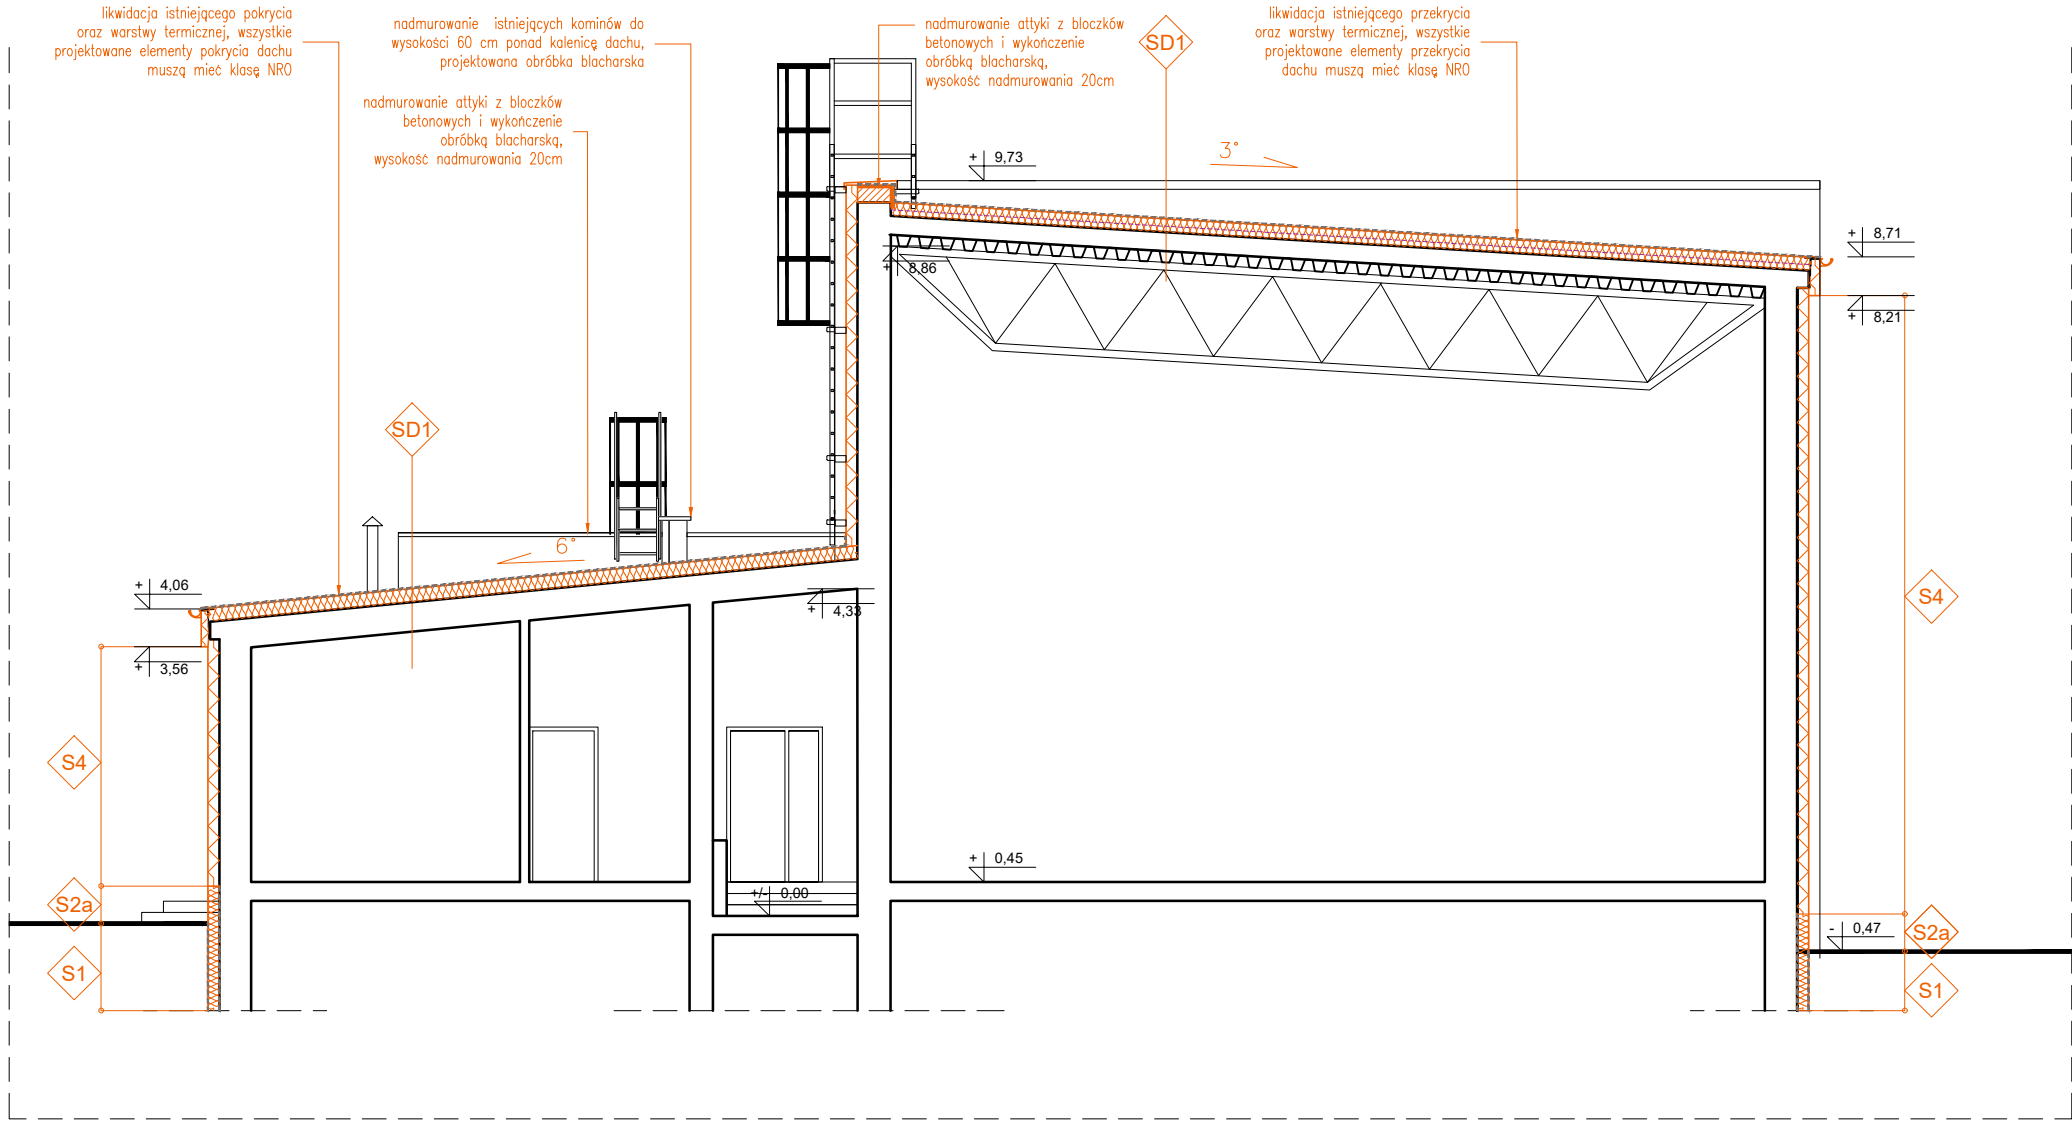 likwidacja istniejącego pokrycia
oraz warstwy termicznej, wszystkie
projektowane elementy pokrycia dachu
muszą mieć klasę NRO
nadmurowanie istniejących kominów do
wysokości 60 cm ponad kalenicę dachu,
projektowana obróbka blacharska
nadmurowanie attyki z bloczków
betonowych i wykończenie
obróbką blacharską,
wysokość nadmurowania 20cm
nadmurowanie attyki z bloczków
betonowych i wykończenie
obróbką blacharską,
wysokość nadmurowania 20cm
SD1
likwidacja istniejącego przekrycia
oraz warstwy termicznej, wszystkie
projektowane elementy przekrycia
dachu muszą mieć klasę NRO
3°
+ 9,73
+ 8,71
+ 8,86
+ 8,21
SD1
6°
+ 4,06
+ 4,33
+ 3,56
S4
S4
+ 0,45
+/- 0,00
S2a
- 0,47
S2a
S1
S1